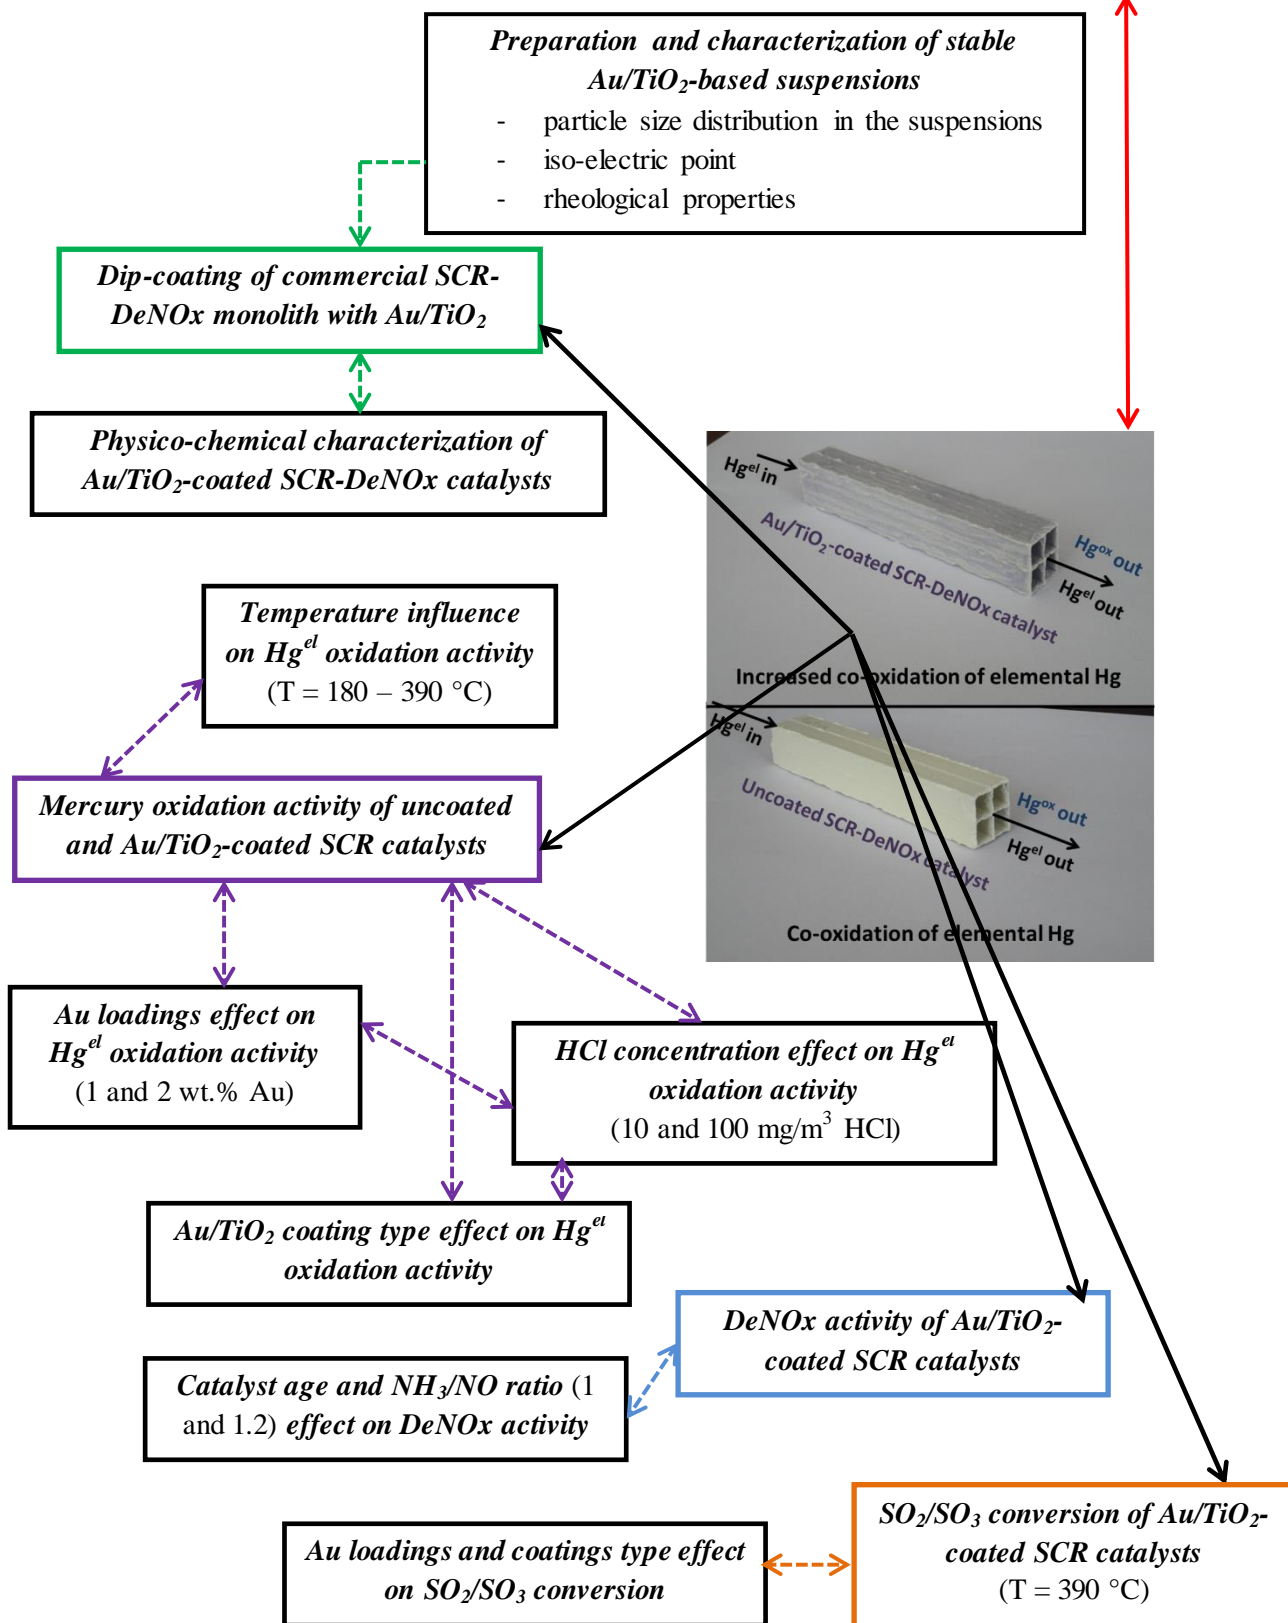 Preparation and characterization of stable
Au/TiO₂-based suspensions
- particle size distribution in the suspensions
- iso-electric point
- rheological properties
Dip-coating of commercial SCR-
DeNOx monolith with Au/TiO₂
Physico-chemical characterization of
Au/TiO₂-coated SCR-DeNOx catalysts
Hgᵉˡ in
Au/TiO₂-coated SCR-DeNOx catalyst
Hgᵒˣ out
Hgᵉˡ out
Increased co-oxidation of elemental Hg
Hgᵉˡ in
Uncoated SCR-DeNOx catalyst
Hgᵒˣ out
Hgᵉˡ out
Co-oxidation of elemental Hg
Temperature influence
on Hgᵉˡ oxidation activity
(T = 180 – 390 °C)
Mercury oxidation activity of uncoated
and Au/TiO₂-coated SCR catalysts
Au loadings effect on
Hgᵉˡ oxidation activity
(1 and 2 wt.% Au)
HCl concentration effect on Hgᵉˡ
oxidation activity
(10 and 100 mg/m³ HCl)
Au/TiO₂ coating type effect on Hgᵉˡ
oxidation activity
DeNOx activity of Au/TiO₂-
coated SCR catalysts
Catalyst age and NH₃/NO ratio (1
and 1.2) effect on DeNOx activity
SO₂/SO₃ conversion of Au/TiO₂-
coated SCR catalysts
(T = 390 °C)
Au loadings and coatings type effect
on SO₂/SO₃ conversion